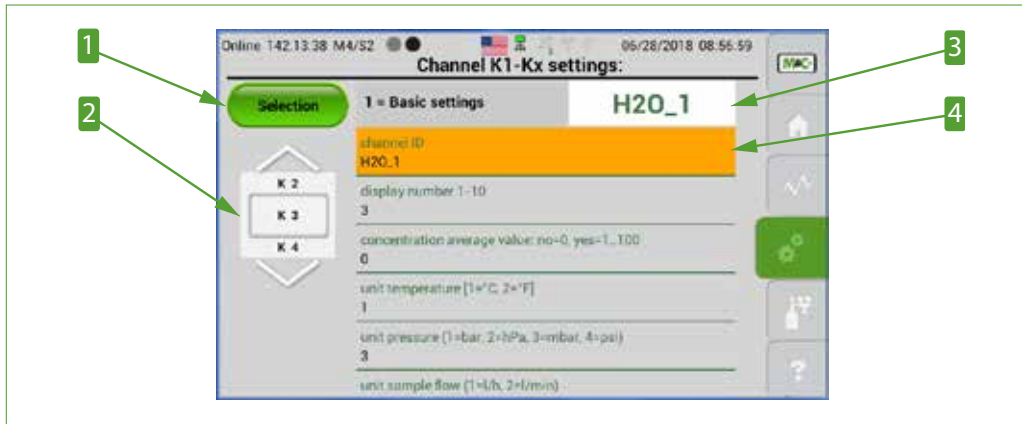 Online 142.13.38 M4/S2 06/28/2018 08:56:59
Channel K1-Kx settings:
[MAC-]
1
2
3
4
Selection
1 = Basic settings
H2O_1
channel ID
H2O_1
K 2
K 3
K 4
display number 1-10
3
concentration average value: no=0, yes=1...100
0
unit temperature [1=°C, 2=°F]
1
unit pressure (1=bar, 2=hPa, 3=mbar, 4=psi)
3
unit sample flow (1=l/h, 2=l/min)
?